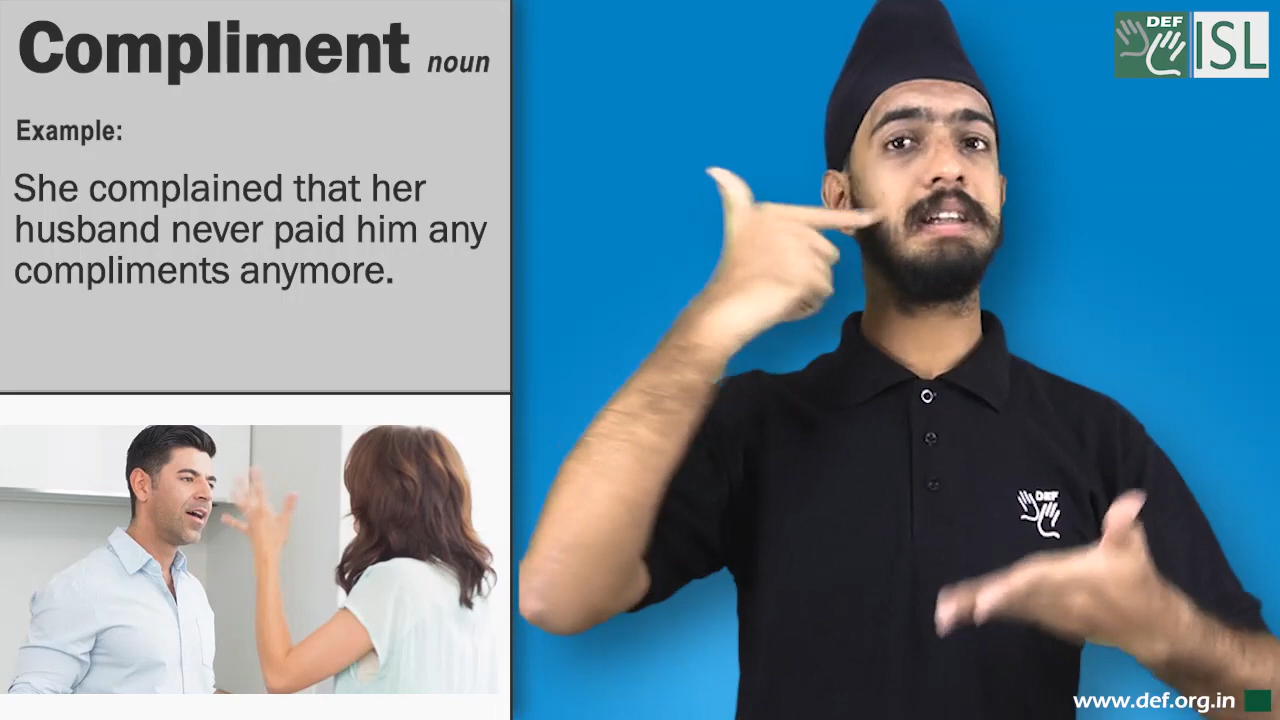 Compliment noun
Example:
She complained that her
husband never paid him any
compliments anymore.
DEF
ISL
DEF
www.def.org.in